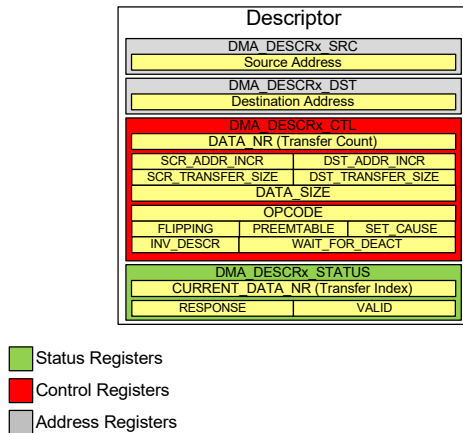 Descriptor
DMA_DESCRx_SRC
Source Address
DMA_DESCRx_DST
Destination Address
DMA_DESCRx_CTL
DATA_NR (Transfer Count)
SCR_ADDR_INCR DST_ADDR_INCR
SCR_TRANSFER_SIZE DST_TRANSFER_SIZE
DATA_SIZE
OPCODE
FLIPPING PREEMTABLE SET_CAUSE
INV_DESCR WAIT_FOR_DEACT
DMA_DESCRx_STATUS
CURRENT_DATA_NR (Transfer Index)
RESPONSE VALID
Status Registers
Control Registers
Address Registers